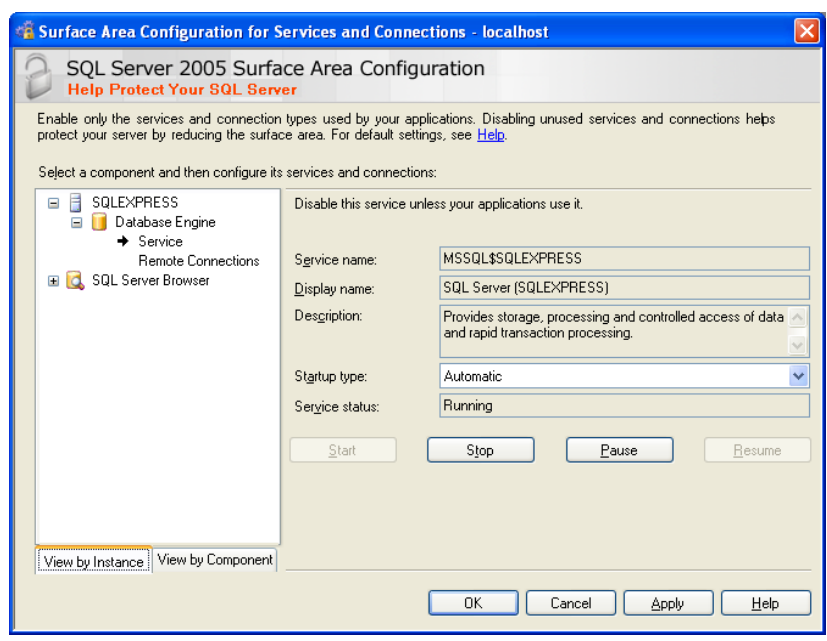 Surface Area Configuration for Services and Connections - localhost
SQL Server 2005 Surface Area Configuration
Help Protect Your SQL Server
Enable only the services and connection types used by your applications. Disabling unused services and connections helps
protect your server by reducing the surface area. For default settings, see Help.
Select a component and then configure its services and connections:
SQLEXPRESS
Database Engine
Service
Remote Connections
SQL Server Browser
Disable this service unless your applications use it.
Service name: MSSQL$SQLEXPRESS
Display name: SQL Server (SQLEXPRESS)
Description: Provides storage, processing and controlled access of data
and rapid transaction processing.
Startup type: Automatic
Service status: Running
Start Stop Pause Resume
View by Instance View by Component
OK Cancel Apply Help